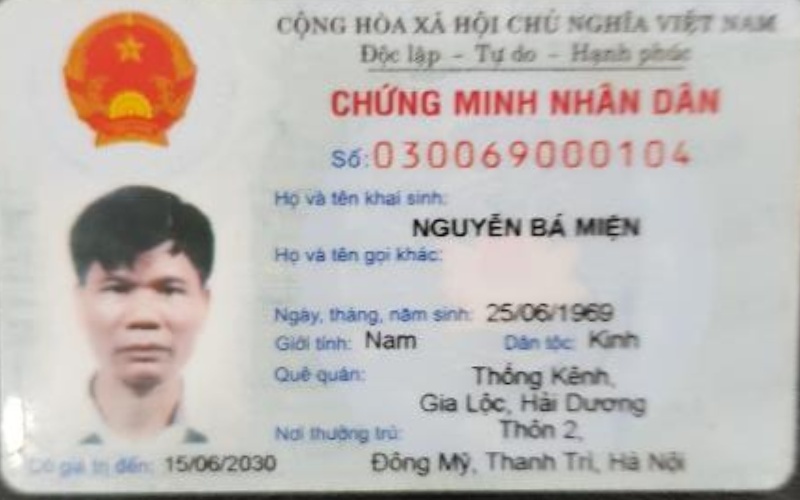 CỘNG HÒA XÃ HỘI CHỦ NGHĨA VIỆT NAM
Độc lập - Tự do - Hạnh phúc
CHỨNG MINH NHÂN DÂN
Số: 030069000104
Họ và tên khai sinh:
NGUYỄN BÁ MIỆN
Họ và tên gọi khác:
Ngày, tháng, năm sinh: 25/06/1969
Giới tính: Nam Dân tộc: Kinh
Quê quán: Thống Kênh,
Gia Lộc, Hải Dương
Nơi thường trú: Thôn 2,
Có giá trị đến: 15/06/2030 Đông Mỹ, Thanh Trì, Hà Nội